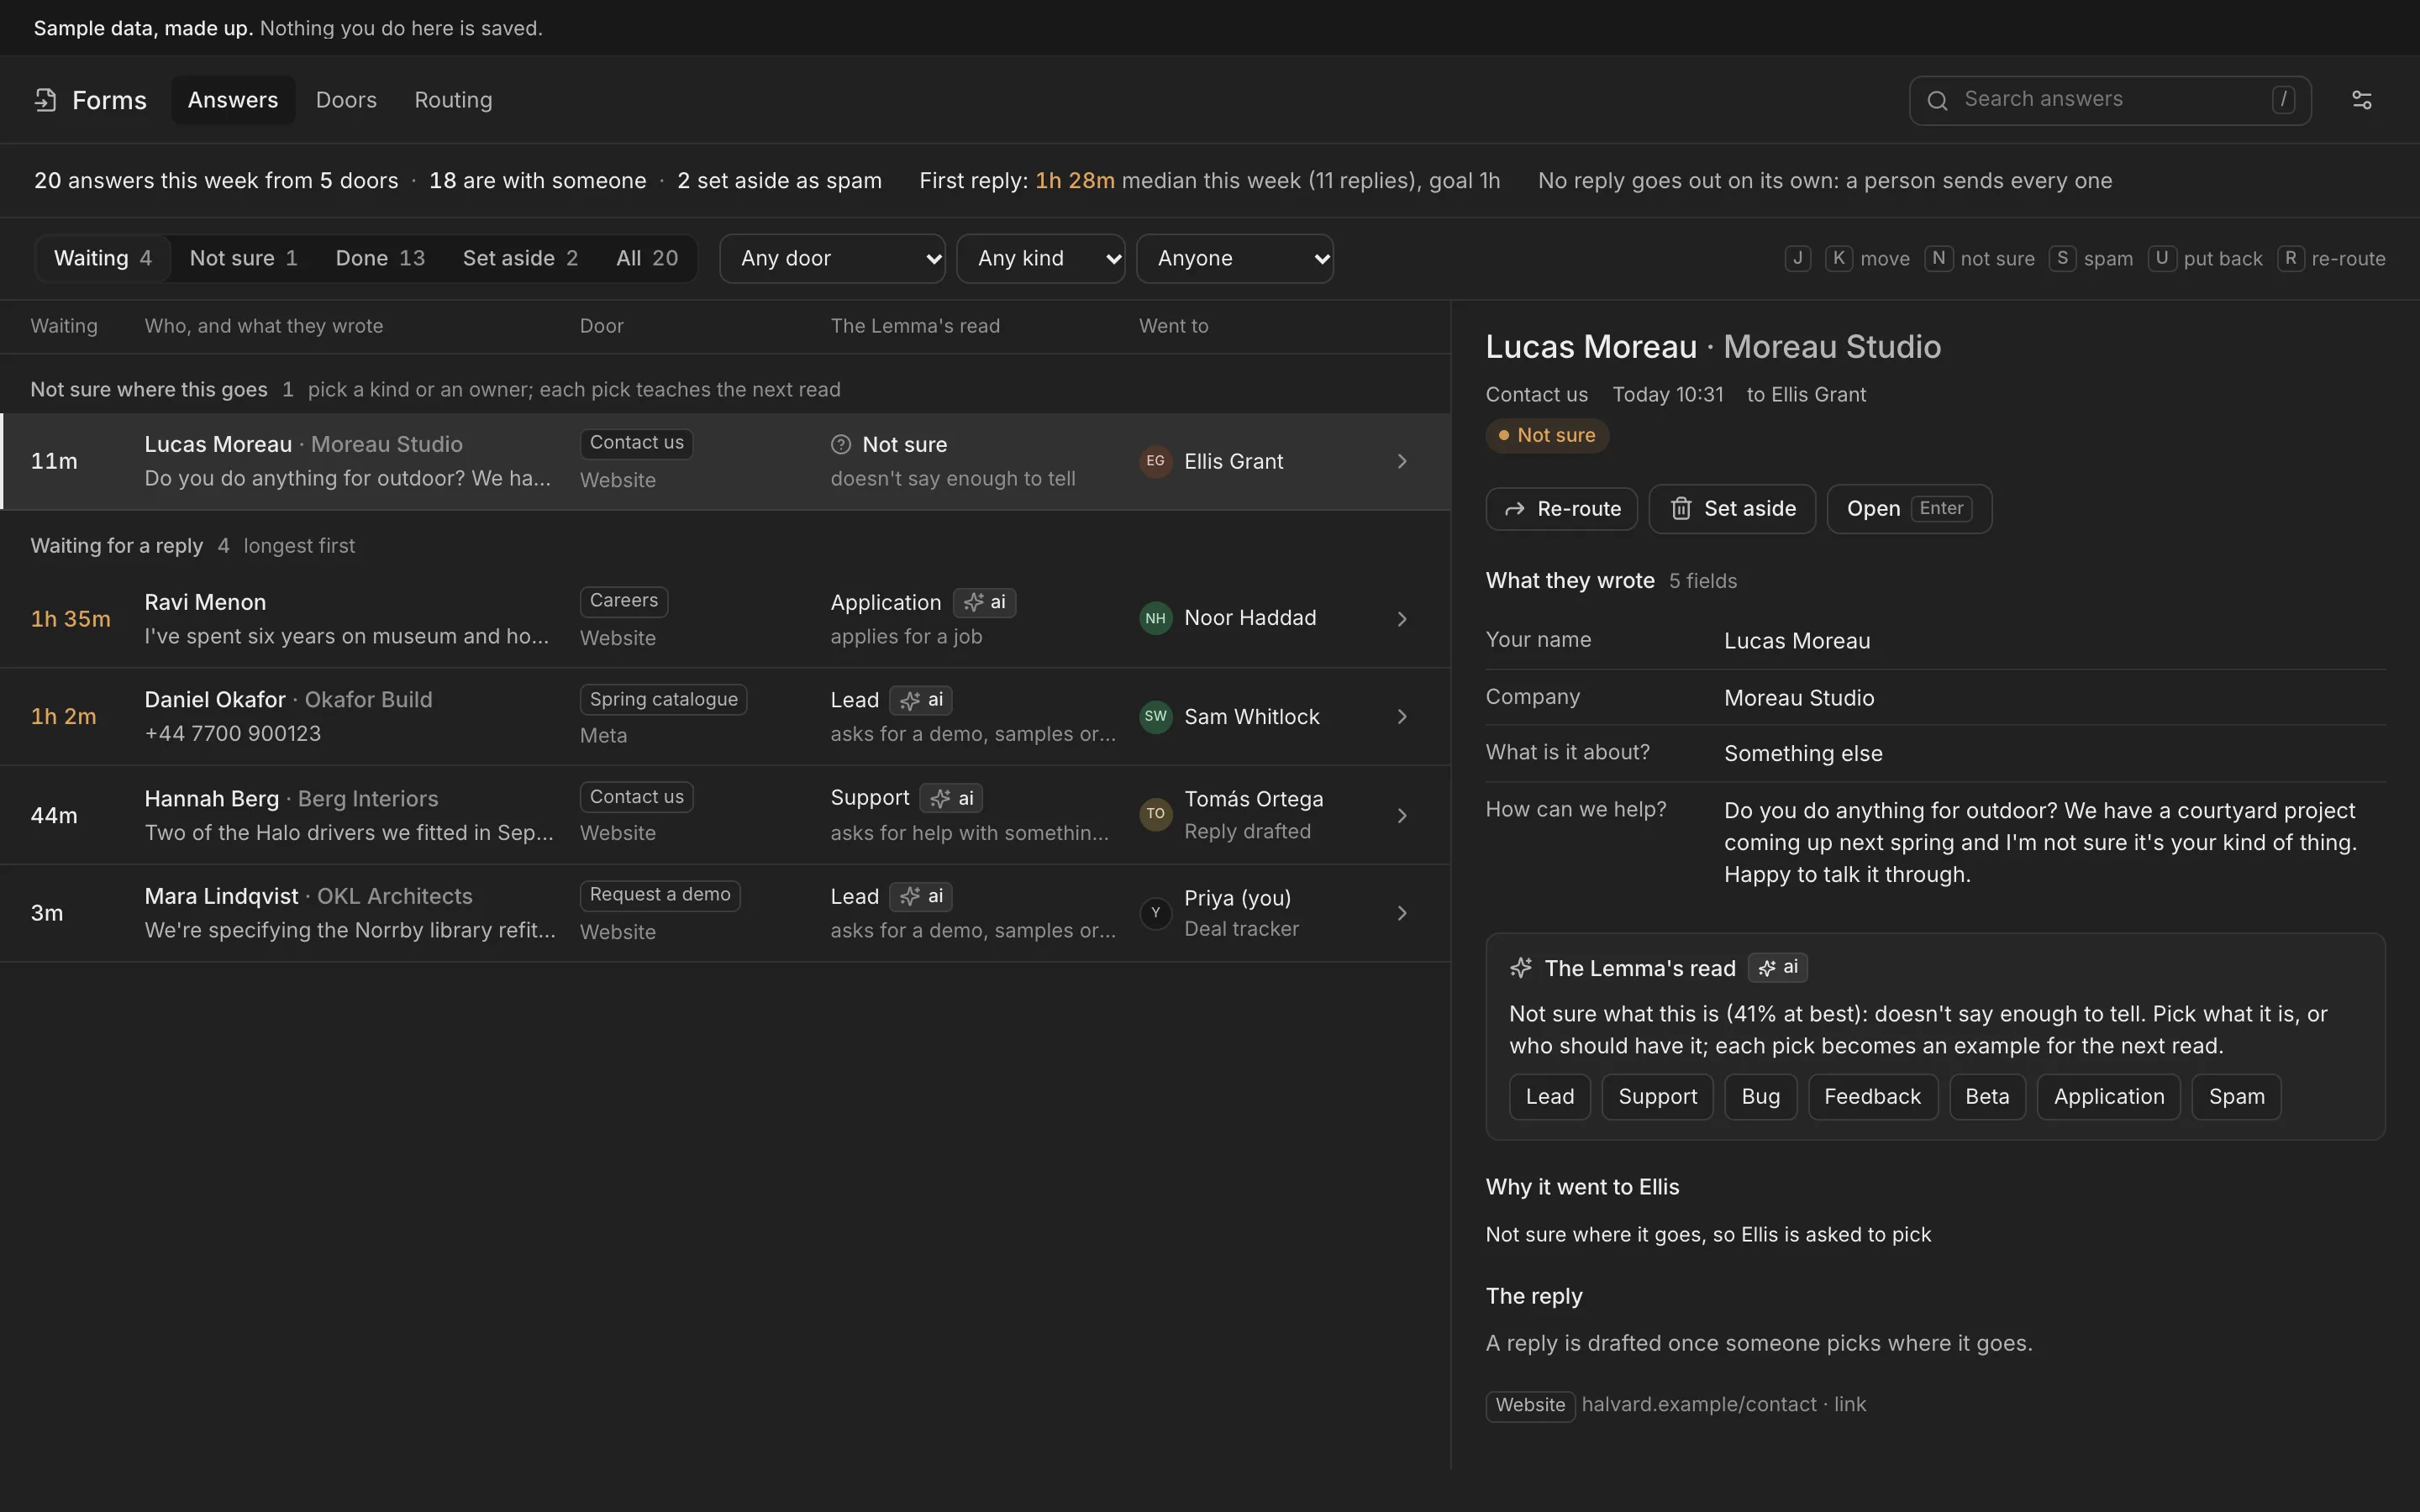 Sample data, made up. Nothing you do here is saved.
Forms Answers Doors Routing Search answers /
20 answers this week from 5 doors · 18 are with someone · 2 set aside as spam First reply: 1h 28m median this week (11 replies), goal 1h No reply goes out on its own: a person sends every one
Waiting 4 Not sure 1 Done 13 Set aside 2 All 20 Any door Any kind Anyone J K move N not sure S spam U put back R re-route
Waiting Who, and what they wrote Door The Lemma's read Went to
Not sure where this goes 1 pick a kind or an owner; each pick teaches the next read
11m
Lucas Moreau · Moreau Studio
Do you do anything for outdoor? We ha...
Contact us
Website
Not sure
doesn't say enough to tell
EG Ellis Grant
Waiting for a reply 4 longest first
1h 35m
Ravi Menon
I've spent six years on museum and ho...
Careers
Website
Application ai
applies for a job
NH Noor Haddad
1h 2m
Daniel Okafor · Okafor Build
+44 7700 900123
Spring catalogue
Meta
Lead ai
asks for a demo, samples or...
SW Sam Whitlock
44m
Hannah Berg · Berg Interiors
Two of the Halo drivers we fitted in Sep...
Contact us
Website
Support ai
asks for help with somethin...
TO Tomás Ortega
Reply drafted
3m
Mara Lindqvist · OKL Architects
We're specifying the Norrby library refit...
Request a demo
Website
Lead ai
asks for a demo, samples or...
Y Priya (you)
Deal tracker
Lucas Moreau · Moreau Studio
Contact us Today 10:31 to Ellis Grant
Not sure
Re-route Set aside Open Enter
What they wrote 5 fields
Your name Lucas Moreau
Company Moreau Studio
What is it about? Something else
How can we help? Do you do anything for outdoor? We have a courtyard project
coming up next spring and I'm not sure it's your kind of thing.
Happy to talk it through.
The Lemma's read ai
Not sure what this is (41% at best): doesn't say enough to tell. Pick what it is, or
who should have it; each pick becomes an example for the next read.
Lead Support Bug Feedback Beta Application Spam
Why it went to Ellis
Not sure where it goes, so Ellis is asked to pick
The reply
A reply is drafted once someone picks where it goes.
Website halvard.example/contact · link